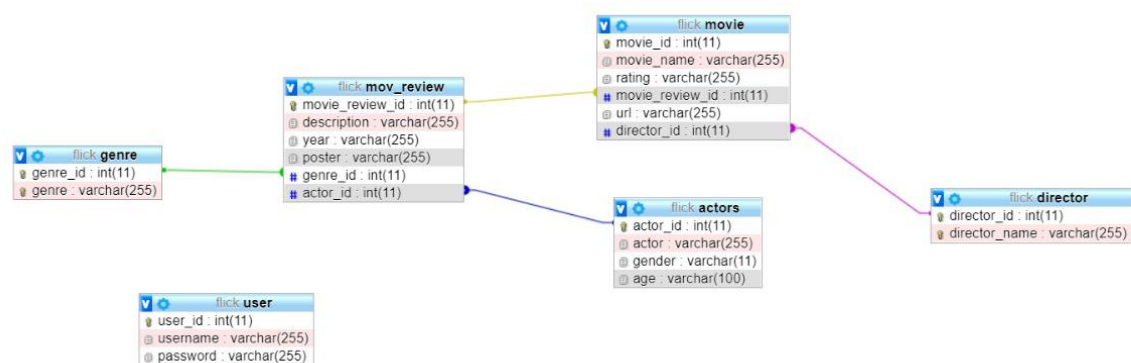 flick genre
genre_id : int(11)
genre : varchar(255)
flick mov_review
movie_review_id : int(11)
description : varchar(255)
year : varchar(255)
poster : varchar(255)
genre_id : int(11)
actor_id : int(11)
flick movie
movie_id : int(11)
movie_name : varchar(255)
rating : varchar(255)
movie_review_id : int(11)
url : varchar(255)
director_id : int(11)
flick actors
actor_id : int(11)
actor : varchar(255)
gender : varchar(11)
age : varchar(100)
flick director
director_id : int(11)
director_name : varchar(255)
flick user
user_id : int(11)
username : varchar(255)
password : varchar(255)